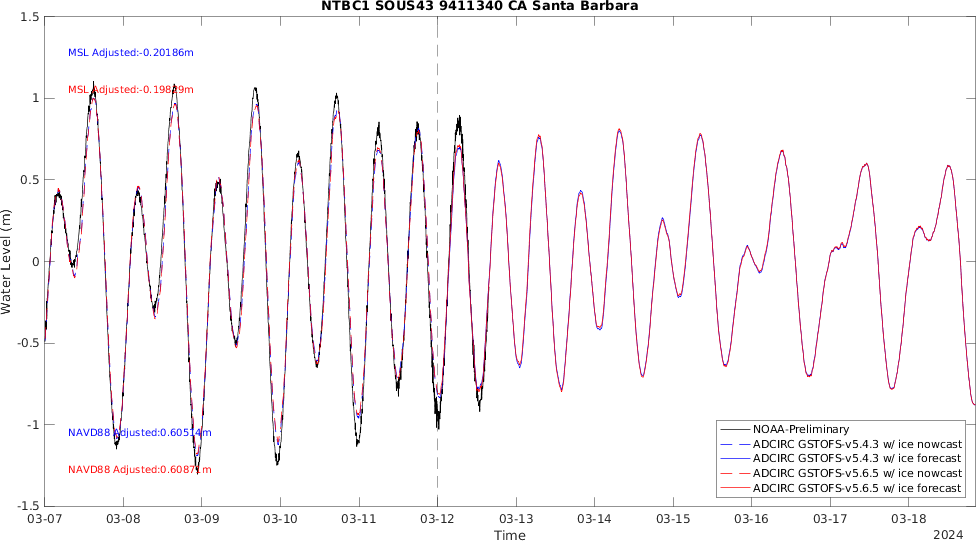 NTBC1 SOUS43 9411340 CA Santa Barbara
1.5
MSL Adjusted:-0.20186m
1
MSL Adjusted:-0.19829m
0.5
0
-0.5
-1
NAVD88 Adjusted:0.60514m
NAVD88 Adjusted:0.60871m
-1.5
Water Level (m)
NOAA-Preliminary
ADCIRC GSTOFS-v5.4.3 w/ ice nowcast
ADCIRC GSTOFS-v5.4.3 w/ ice forecast
ADCIRC GSTOFS-v5.6.5 w/ ice nowcast
ADCIRC GSTOFS-v5.6.5 w/ ice forecast
03-07 03-08 03-09 03-10 03-11 03-12 03-13 03-14 03-15 03-16 03-17 03-18
Time
2024